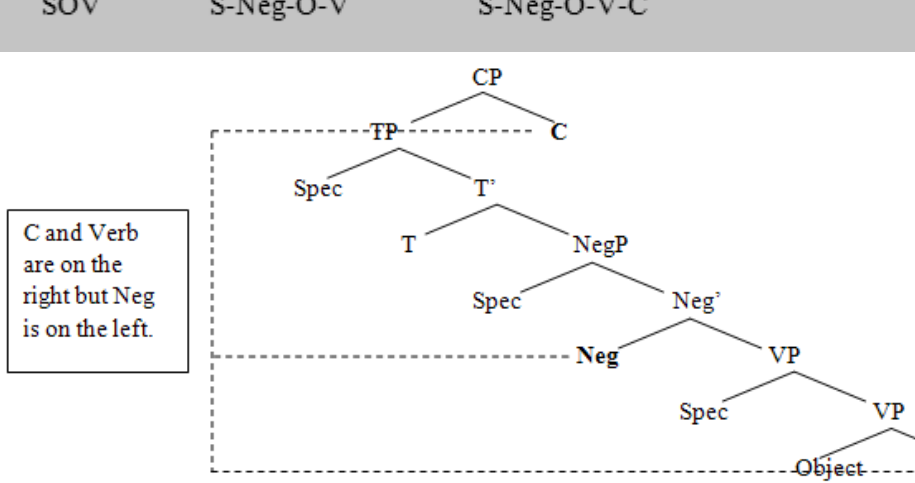 SOV S-Neg-O-V S-Neg-O-V-C
CP
TP C
Spec T’
C and Verb
are on the
right but Neg
is on the left.
T NegP
Spec Neg’
Neg VP
Spec VP
Object